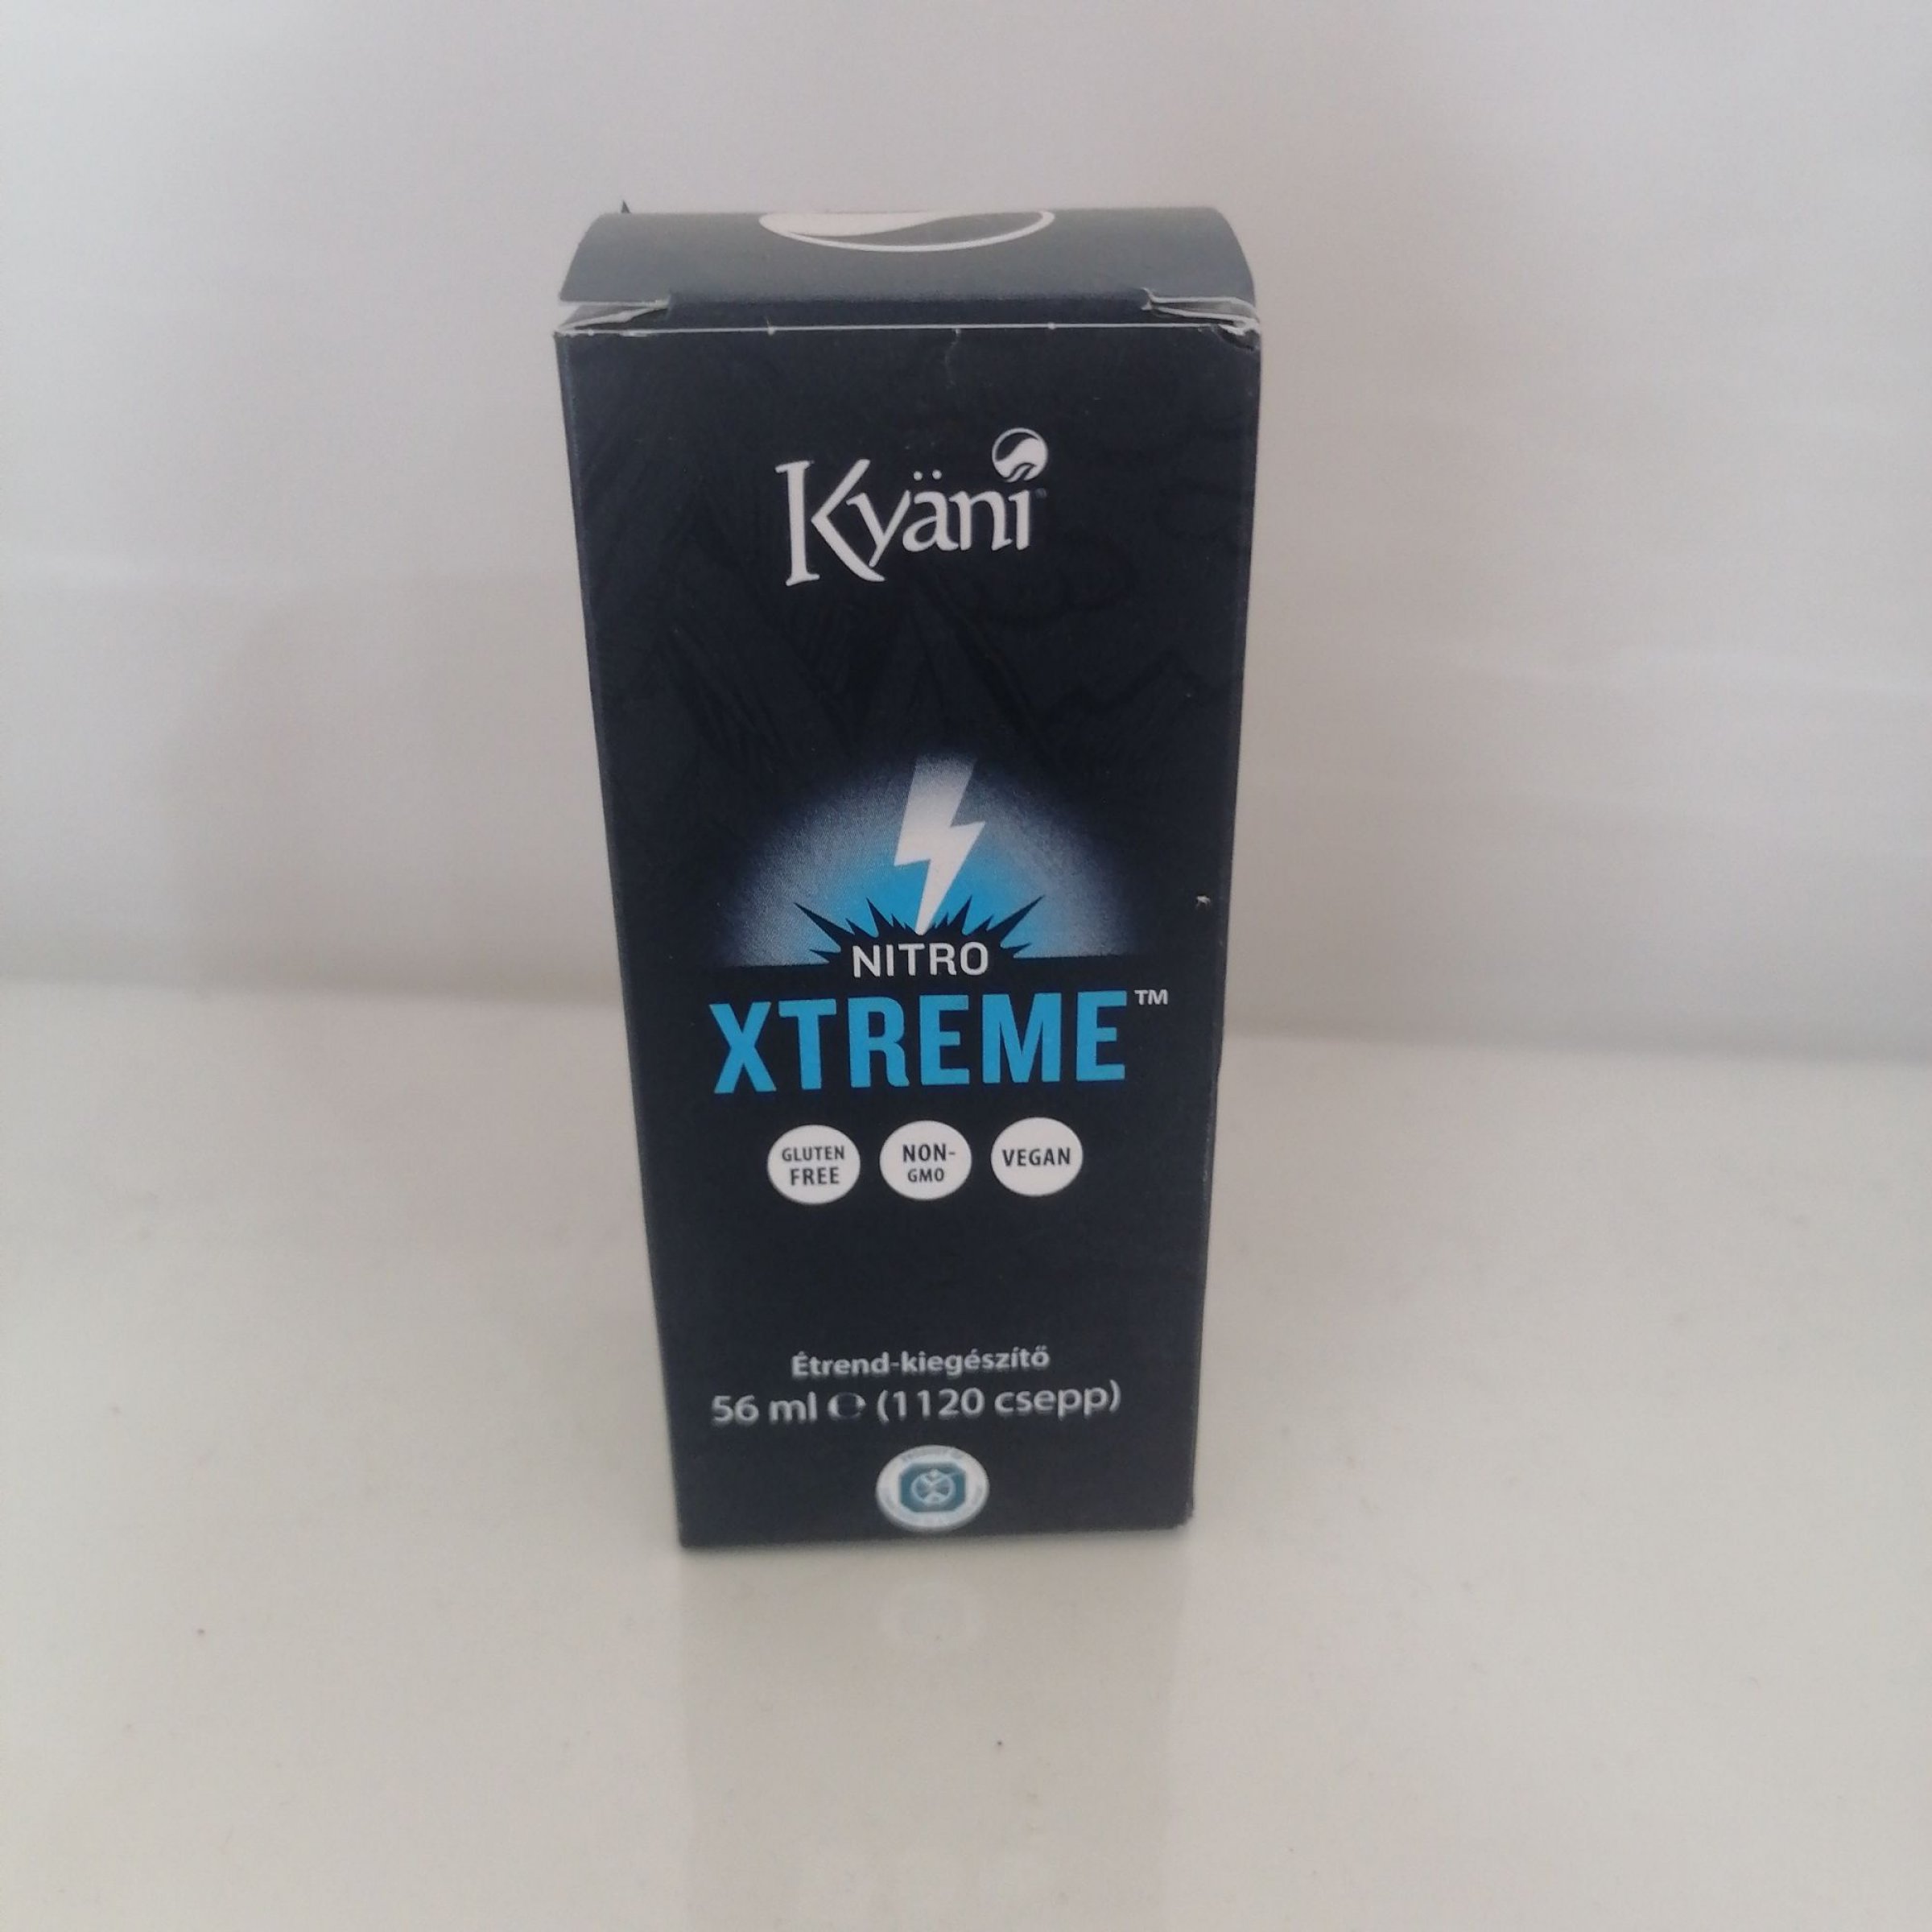 Kyäni
NITRO
XTREME™
GLUTEN
FREE
NON-
GMO
VEGAN
Étrend-kiegészítő
56 ml ℮ (1120 csepp)